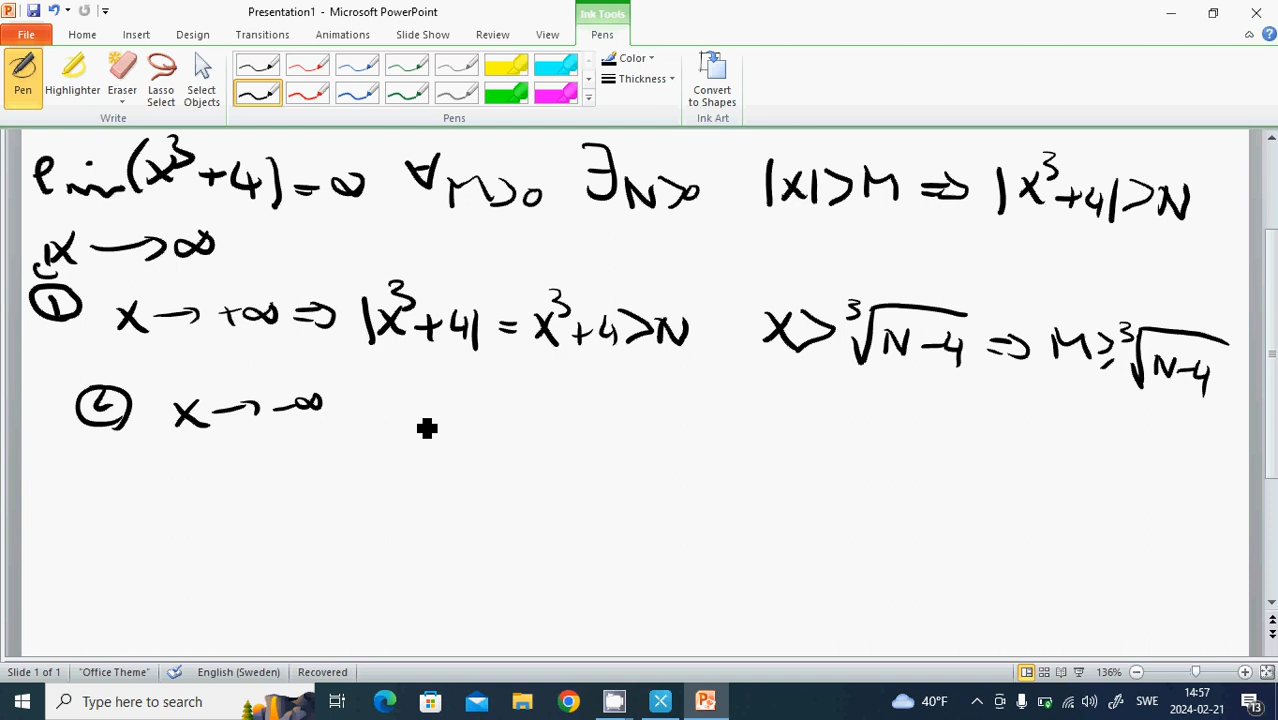 Presentation1 - Microsoft PowerPoint
Ink Tools
File Home Insert Design Transitions Animations Slide Show Review View Pens
Pen Highlighter Eraser Lasso Select Select Objects Color Thickness Convert to Shapes
Write Pens Ink Art
lim(x³+4)=∞ ∀M>0 ∃N>0 |x|>M ⇒ |x³+4|>N
x→∞
① x→+∞ ⇒ |x³+4| = x³+4>N x>∛(N-4) ⇒ M≥∛(N-4)
② x→-∞
Slide 1 of 1 "Office Theme" English (Sweden) Recovered 136%
Type here to search 40°F SWE 14:57
2024-02-21 13